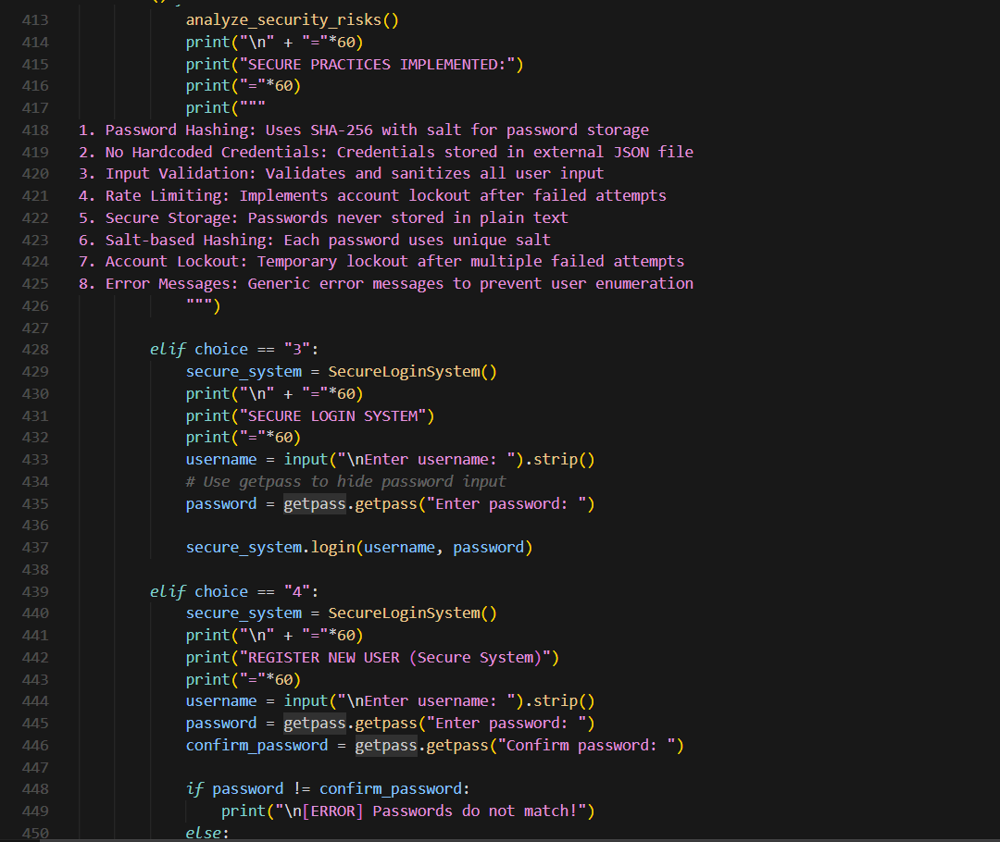 413 analyze_security_risks()
414 print("\n" + "="*60)
415 print("SECURE PRACTICES IMPLEMENTED:")
416 print("="*60)
417 print("""
418 1. Password Hashing: Uses SHA-256 with salt for password storage
419 2. No Hardcoded Credentials: Credentials stored in external JSON file
420 3. Input Validation: Validates and sanitizes all user input
421 4. Rate Limiting: Implements account lockout after failed attempts
422 5. Secure Storage: Passwords never stored in plain text
423 6. Salt-based Hashing: Each password uses unique salt
424 7. Account Lockout: Temporary lockout after multiple failed attempts
425 8. Error Messages: Generic error messages to prevent user enumeration
426 """)
427
428 elif choice == "3":
429 secure_system = SecureLoginSystem()
430 print("\n" + "="*60)
431 print("SECURE LOGIN SYSTEM")
432 print("="*60)
433 username = input("\nEnter username: ").strip()
434 # Use getpass to hide password input
435 password = getpass.getpass("Enter password: ")
436
437 secure_system.login(username, password)
438
439 elif choice == "4":
440 secure_system = SecureLoginSystem()
441 print("\n" + "="*60)
442 print("REGISTER NEW USER (Secure System)")
443 print("="*60)
444 username = input("\nEnter username: ").strip()
445 password = getpass.getpass("Enter password: ")
446 confirm_password = getpass.getpass("Confirm password: ")
447
448 if password != confirm_password:
449 print("\n[ERROR] Passwords do not match!")
450 else: